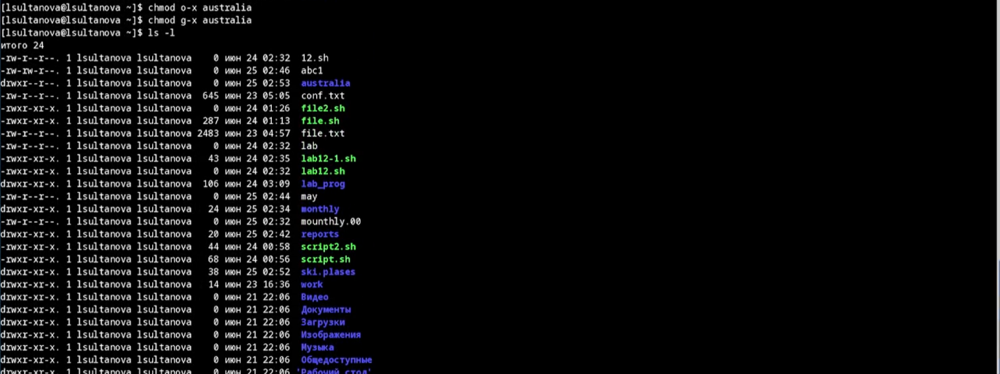 [lsultanova@lsultanova ~]$ chmod o-x australia
[lsultanova@lsultanova ~]$ chmod g-x australia
[lsultanova@lsultanova ~]$ ls -l
итого 24
-rw-r--r--. 1 lsultanova lsultanova    0 июн 24 02:32  12.sh
-rw-rw-r--. 1 lsultanova lsultanova    0 июн 25 02:46  abc1
drwxr--r--. 1 lsultanova lsultanova    0 июн 25 02:53  australia
-rw-r--r--. 1 lsultanova lsultanova  645 июн 23 05:05  conf.txt
-rwxr-xr-x. 1 lsultanova lsultanova    0 июн 24 01:26  file2.sh
-rwxr-xr-x. 1 lsultanova lsultanova  287 июн 24 01:13  file.sh
-rw-r--r--. 1 lsultanova lsultanova 2483 июн 23 04:57  file.txt
-rw-r--r--. 1 lsultanova lsultanova    0 июн 24 02:32  lab
-rwxr-xr-x. 1 lsultanova lsultanova   43 июн 24 02:35  lab12-1.sh
-rwxr-xr-x. 1 lsultanova lsultanova    0 июн 24 02:32  lab12.sh
drwxr-xr-x. 1 lsultanova lsultanova  106 июн 24 03:09  lab_prog
-rw-r--r--. 1 lsultanova lsultanova    0 июн 25 02:44  may
drwxr-xr-x. 1 lsultanova lsultanova   24 июн 25 02:34  monthly
-rw-r--r--. 1 lsultanova lsultanova    0 июн 25 02:32  mounthly.00
drwxr-xr-x. 1 lsultanova lsultanova   20 июн 25 02:42  reports
-rwxr-xr-x. 1 lsultanova lsultanova   44 июн 24 00:58  script2.sh
-rwxr-xr-x. 1 lsultanova lsultanova   68 июн 24 00:56  script.sh
drwxr-xr-x. 1 lsultanova lsultanova   38 июн 25 02:52  ski.plases
drwxr-xr-x. 1 lsultanova lsultanova   14 июн 23 16:36  work
drwxr-xr-x. 1 lsultanova lsultanova    0 июн 21 22:06  Видео
drwxr-xr-x. 1 lsultanova lsultanova    0 июн 21 22:06  Документы
drwxr-xr-x. 1 lsultanova lsultanova    0 июн 21 22:06  Загрузки
drwxr-xr-x. 1 lsultanova lsultanova    0 июн 21 22:06  Изображения
drwxr-xr-x. 1 lsultanova lsultanova    0 июн 21 22:06  Музыка
drwxr-xr-x. 1 lsultanova lsultanova    0 июн 21 22:06  Общедоступные
drwxr-xr-x. 1 lsultanova lsultanova    0 июн 21 22:06 'Рабочий стол'